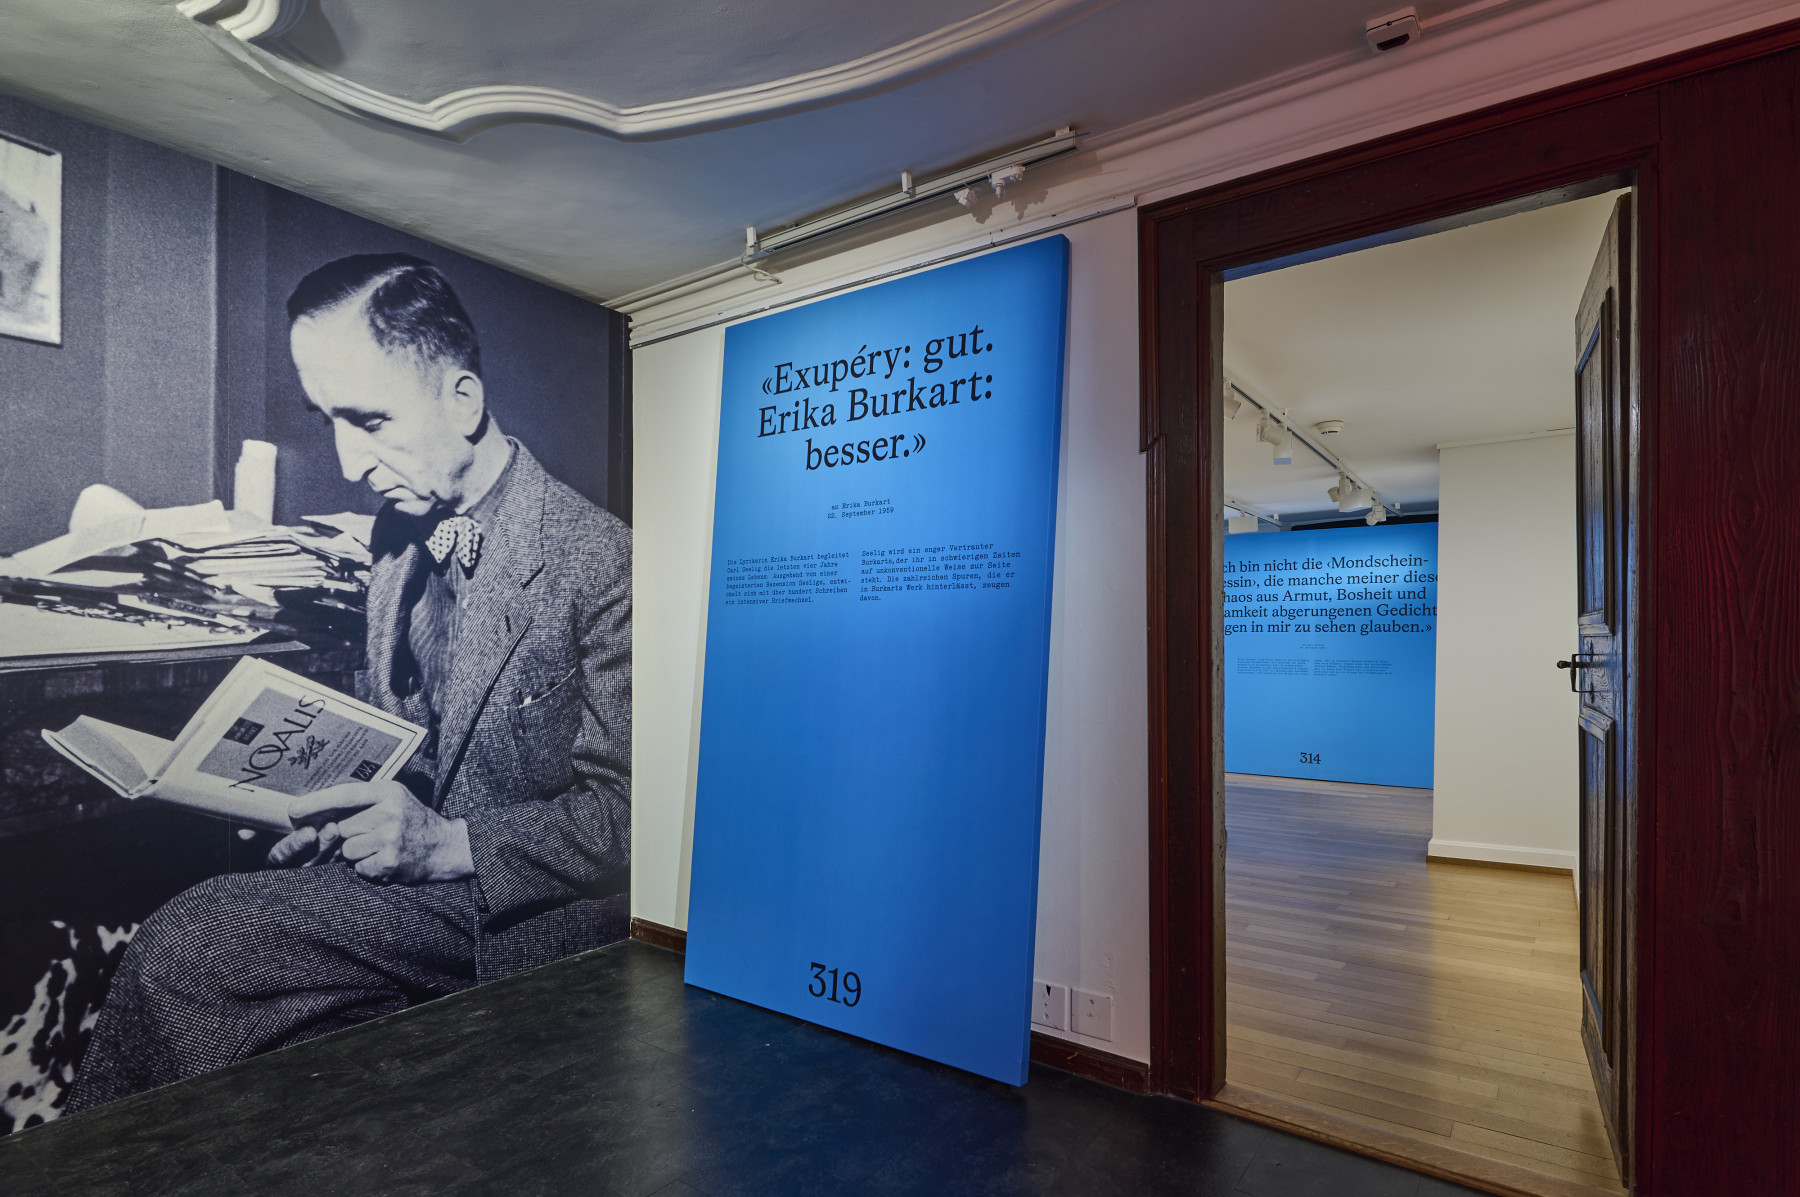 NOVALIS
«Exupéry: gut.
Erika Burkart:
besser.»
an Erika Burkart
22. September 1959
Die Lyrikerin Erika Burkart begleitet
Carl Seelig die letzten vier Jahre
seines Lebens. Ausgehend von einer
begeisterten Rezension Seeligs, entwi-
ckelt sich mit über hundert Schreiben
ein intensiver Briefwechsel.
Seelig wird ein enger Vertrauter
Burkarts,der ihr in schwierigen Zeiten
auf unkonventionelle Weise zur Seite
steht. Die zahlreichen Spuren, die er
in Burkarts Werk hinterlässt, zeugen
davon.
319
ch bin nicht die ‹Mondschein-
essin›, die manche meiner diese
haos aus Armut, Bosheit und
amkeit abgerungenen Gedicht
gen in mir zu sehen glauben.»
314